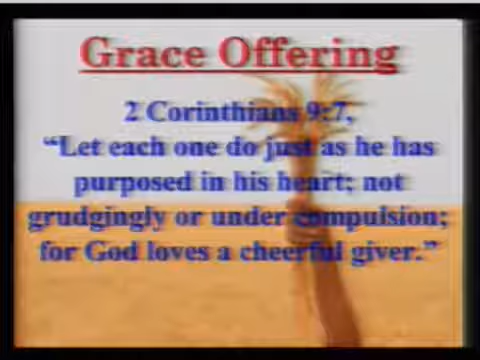 Grace Offering
2 Corinthians 9:7,
“Let each one do just as he has
purposed in his heart; not
grudgingly or under compulsion;
for God loves a cheerful giver.”